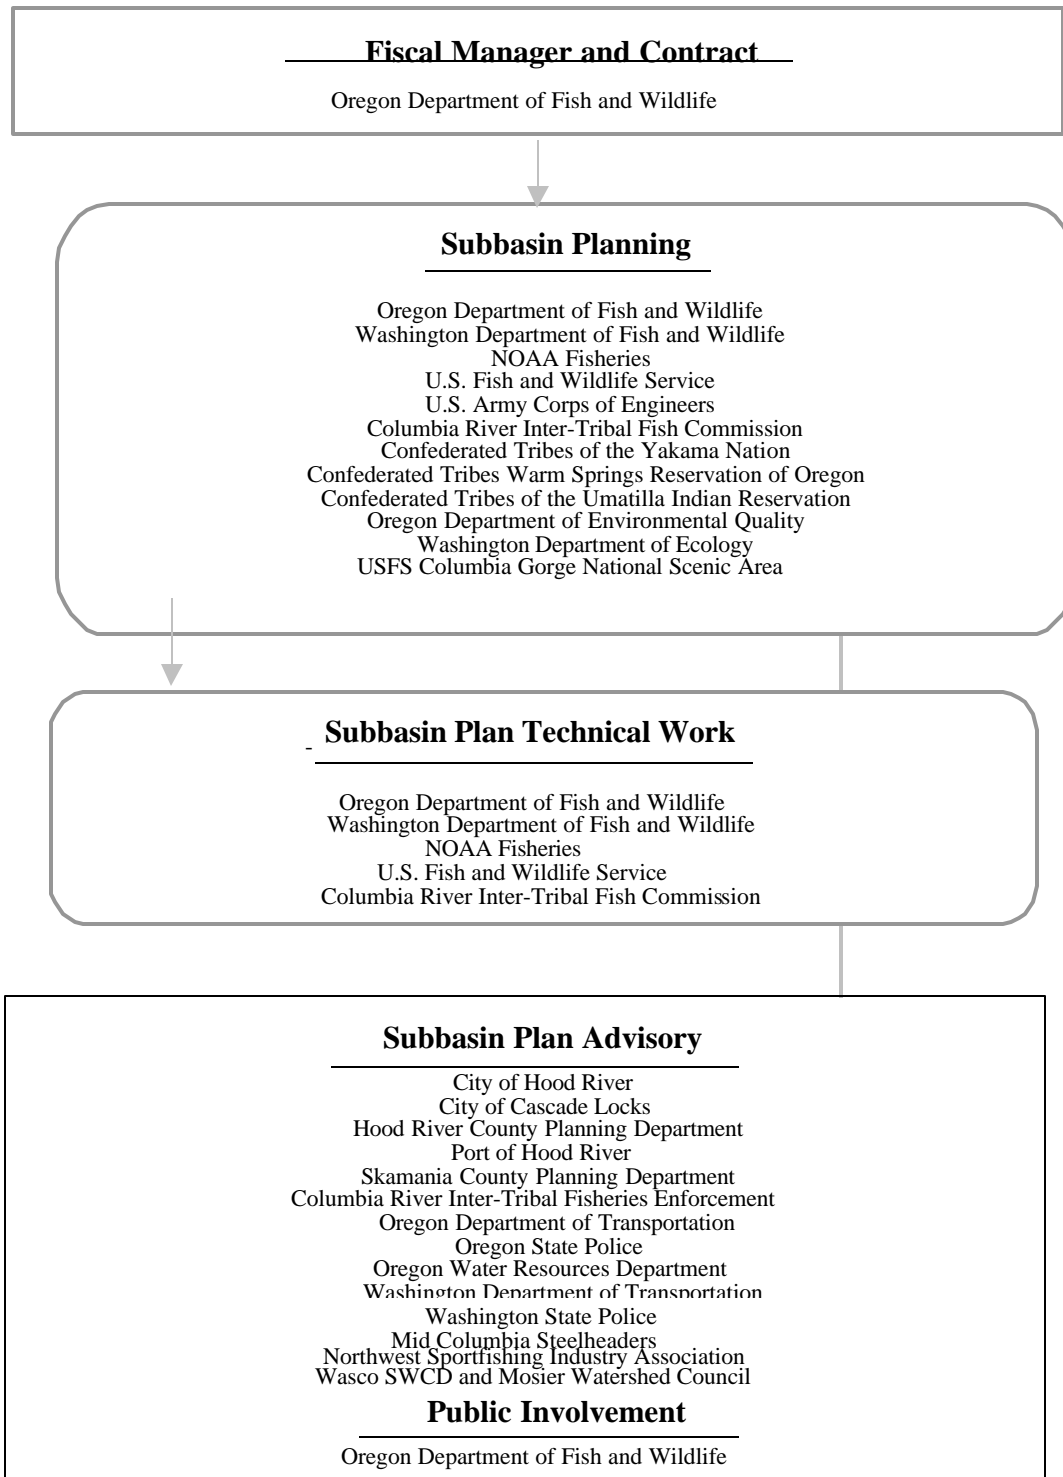 Fiscal Manager and Contract
Oregon Department of Fish and Wildlife
Subbasin Planning
Oregon Department of Fish and Wildlife
Washington Department of Fish and Wildlife
NOAA Fisheries
U.S. Fish and Wildlife Service
U.S. Army Corps of Engineers
Columbia River Inter-Tribal Fish Commission
Confederated Tribes of the Yakama Nation
Confederated Tribes Warm Springs Reservation of Oregon
Confederated Tribes of the Umatilla Indian Reservation
Oregon Department of Environmental Quality
Washington Department of Ecology
USFS Columbia Gorge National Scenic Area
- Subbasin Plan Technical Work
Oregon Department of Fish and Wildlife
Washington Department of Fish and Wildlife
NOAA Fisheries
U.S. Fish and Wildlife Service
Columbia River Inter-Tribal Fish Commission
Subbasin Plan Advisory
City of Hood River
City of Cascade Locks
Hood River County Planning Department
Port of Hood River
Skamania County Planning Department
Columbia River Inter-Tribal Fisheries Enforcement
Oregon Department of Transportation
Oregon State Police
Oregon Water Resources Department
Washington Department of Transportation
Washington State Police
Mid Columbia Steelheaders
Northwest Sportfishing Industry Association
Wasco SWCD and Mosier Watershed Council
Public Involvement
Oregon Department of Fish and Wildlife